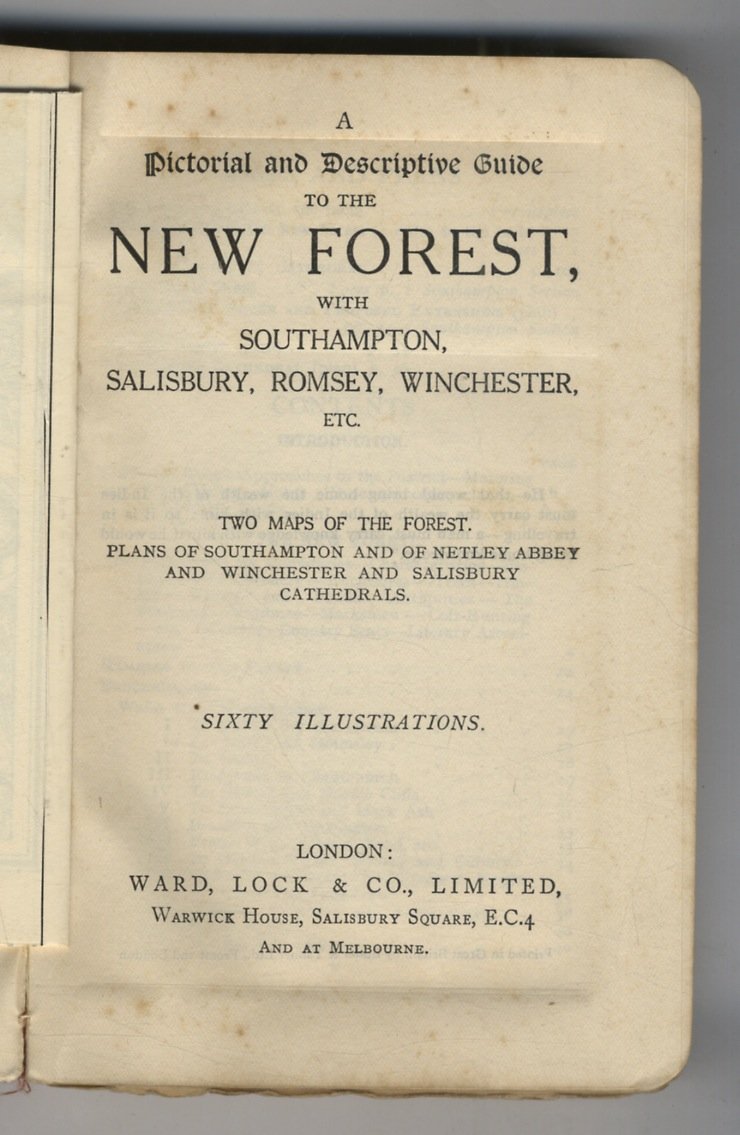 A
Pictorial and Descriptive Guide
TO THE
NEW FOREST,
WITH
SOUTHAMPTON,
SALISBURY, ROMSEY, WINCHESTER,
ETC.
TWO MAPS OF THE FOREST.
PLANS OF SOUTHAMPTON AND OF NETLEY ABBEY
AND WINCHESTER AND SALISBURY
CATHEDRALS.
SIXTY ILLUSTRATIONS.
LONDON:
WARD, LOCK & CO., LIMITED,
WARWICK HOUSE, SALISBURY SQUARE, E.C.4
AND AT MELBOURNE.